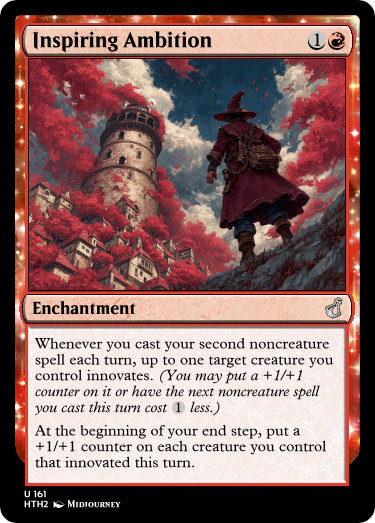 Inspiring Ambition 1
Enchantment
Whenever you cast your second noncreature
spell each turn, up to one target creature you
control innovates. (You may put a +1/+1
counter on it or have the next noncreature spell
you cast this turn cost 1 less.)
At the beginning of your end step, put a
+1/+1 counter on each creature you control
that innovated this turn.
U 161
HTH2 Midjourney